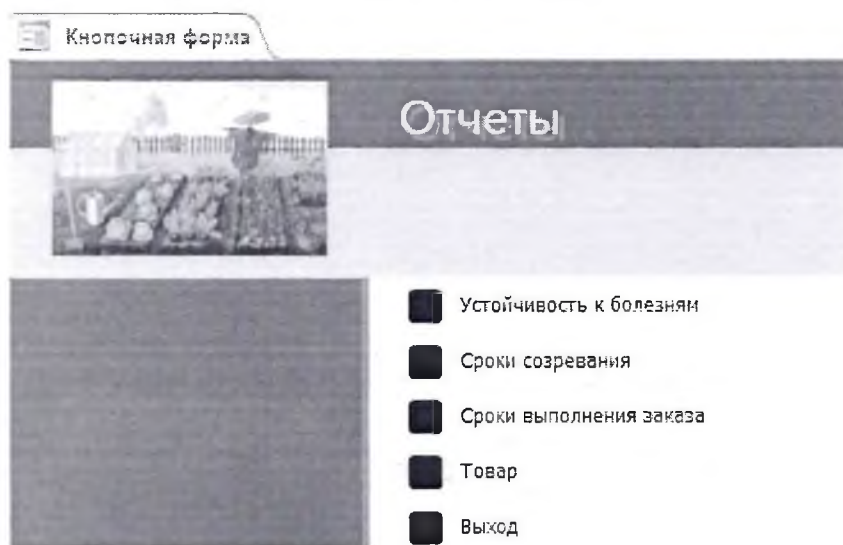 Кнопочная форма
Отчеты
Устойчивость к болезням
Сроки созревания
Сроки выполнения заказа
Товар
Выход